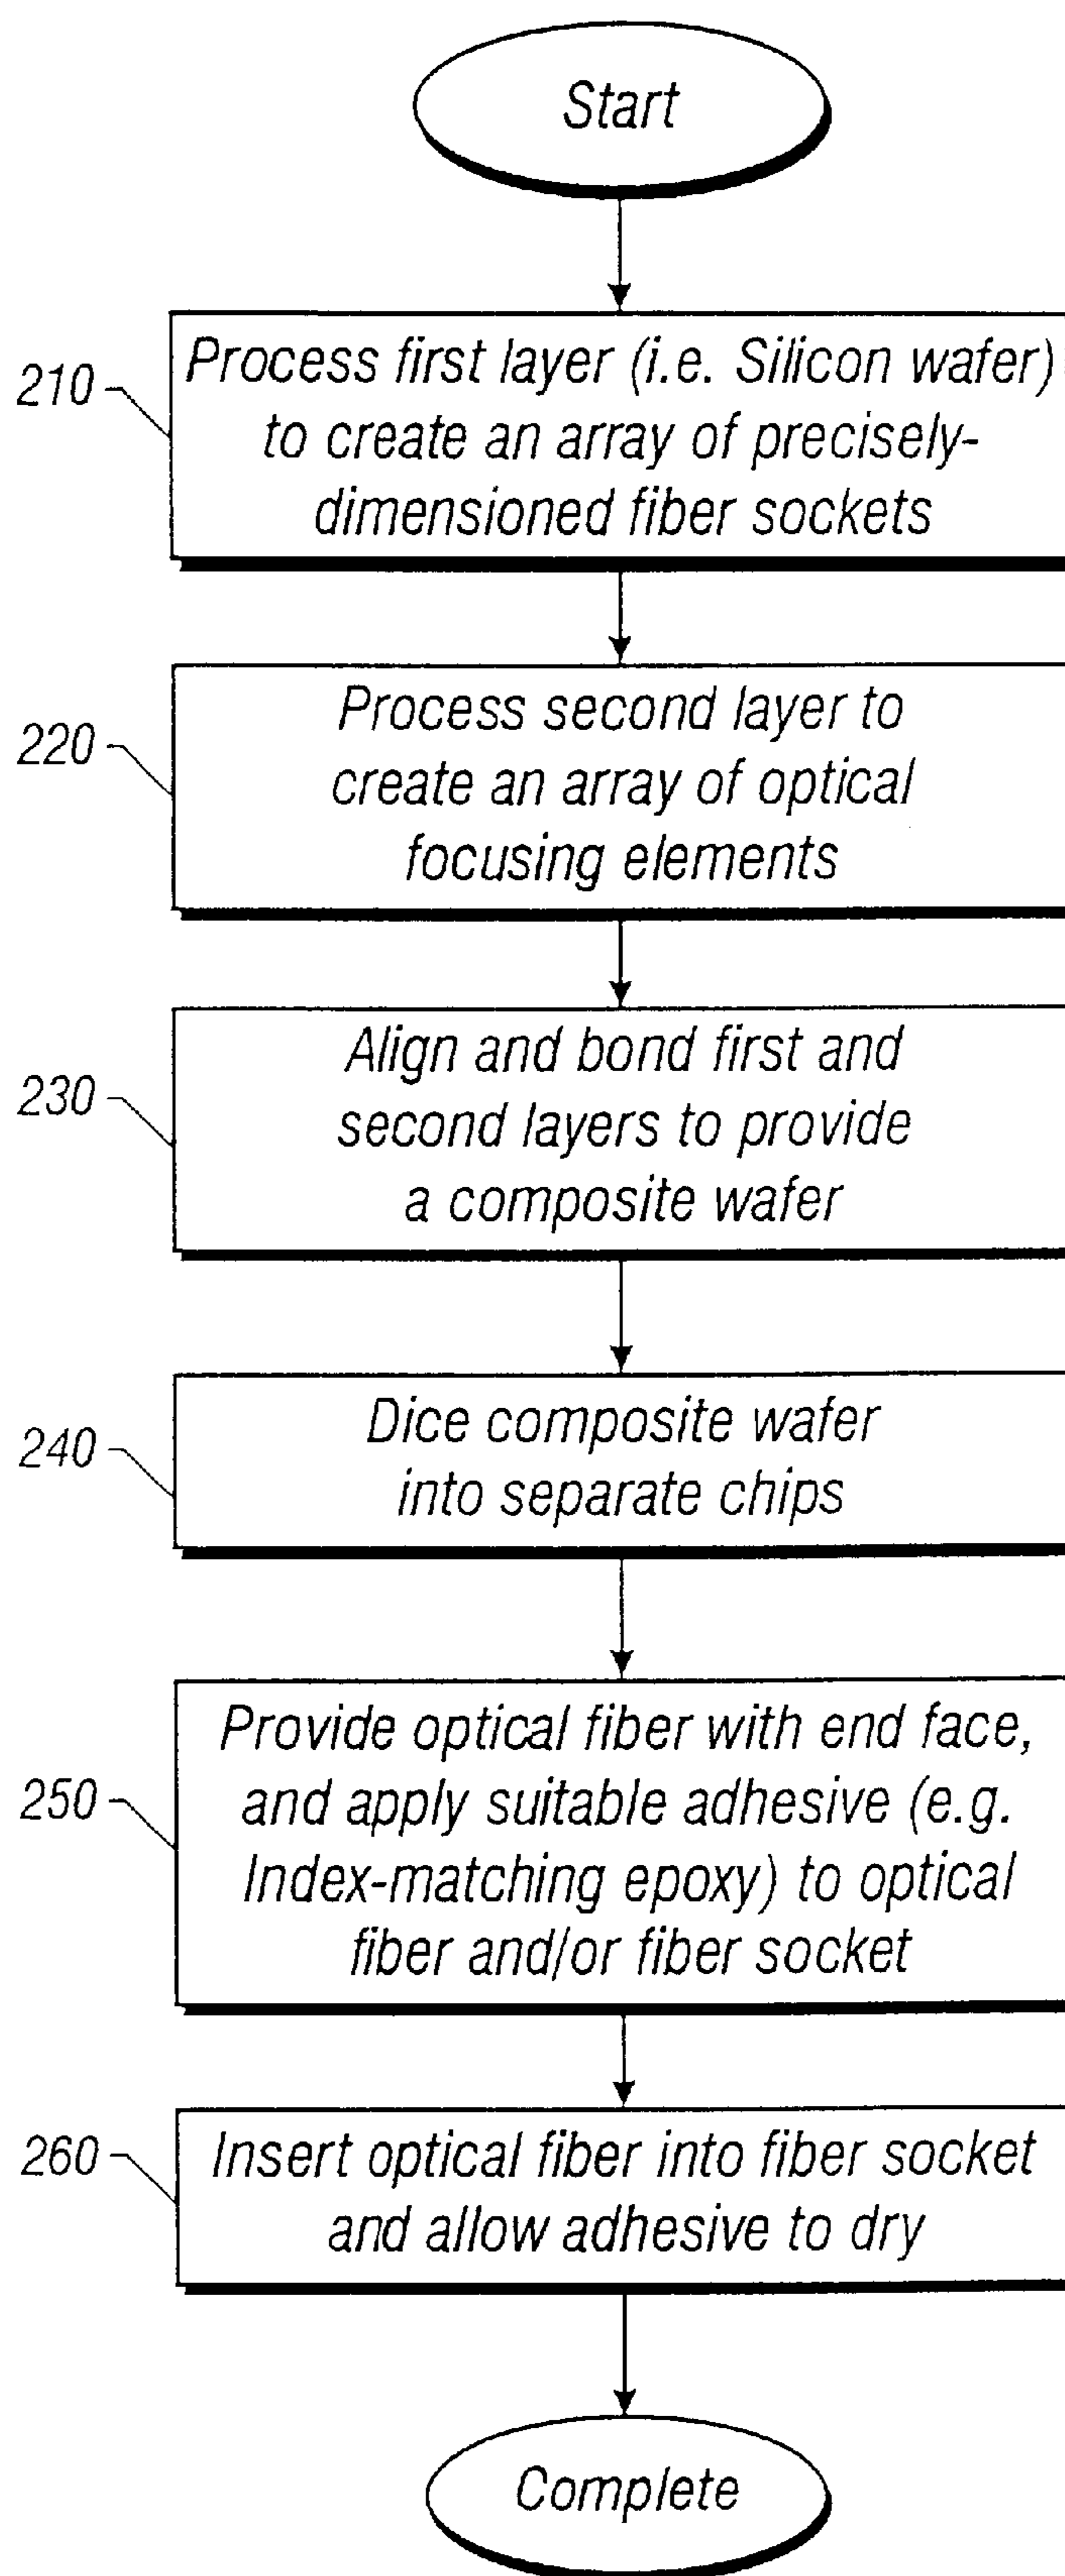 Start
210
Process first layer (i.e. Silicon wafer)
to create an array of precisely-
dimensioned fiber sockets
220
Process second layer to
create an array of optical
focusing elements
230
Align and bond first and
second layers to provide
a composite wafer
240
Dice composite wafer
into separate chips
250
Provide optical fiber with end face,
and apply suitable adhesive (e.g.
Index-matching epoxy) to optical
fiber and/or fiber socket
260
Insert optical fiber into fiber socket
and allow adhesive to dry
Complete